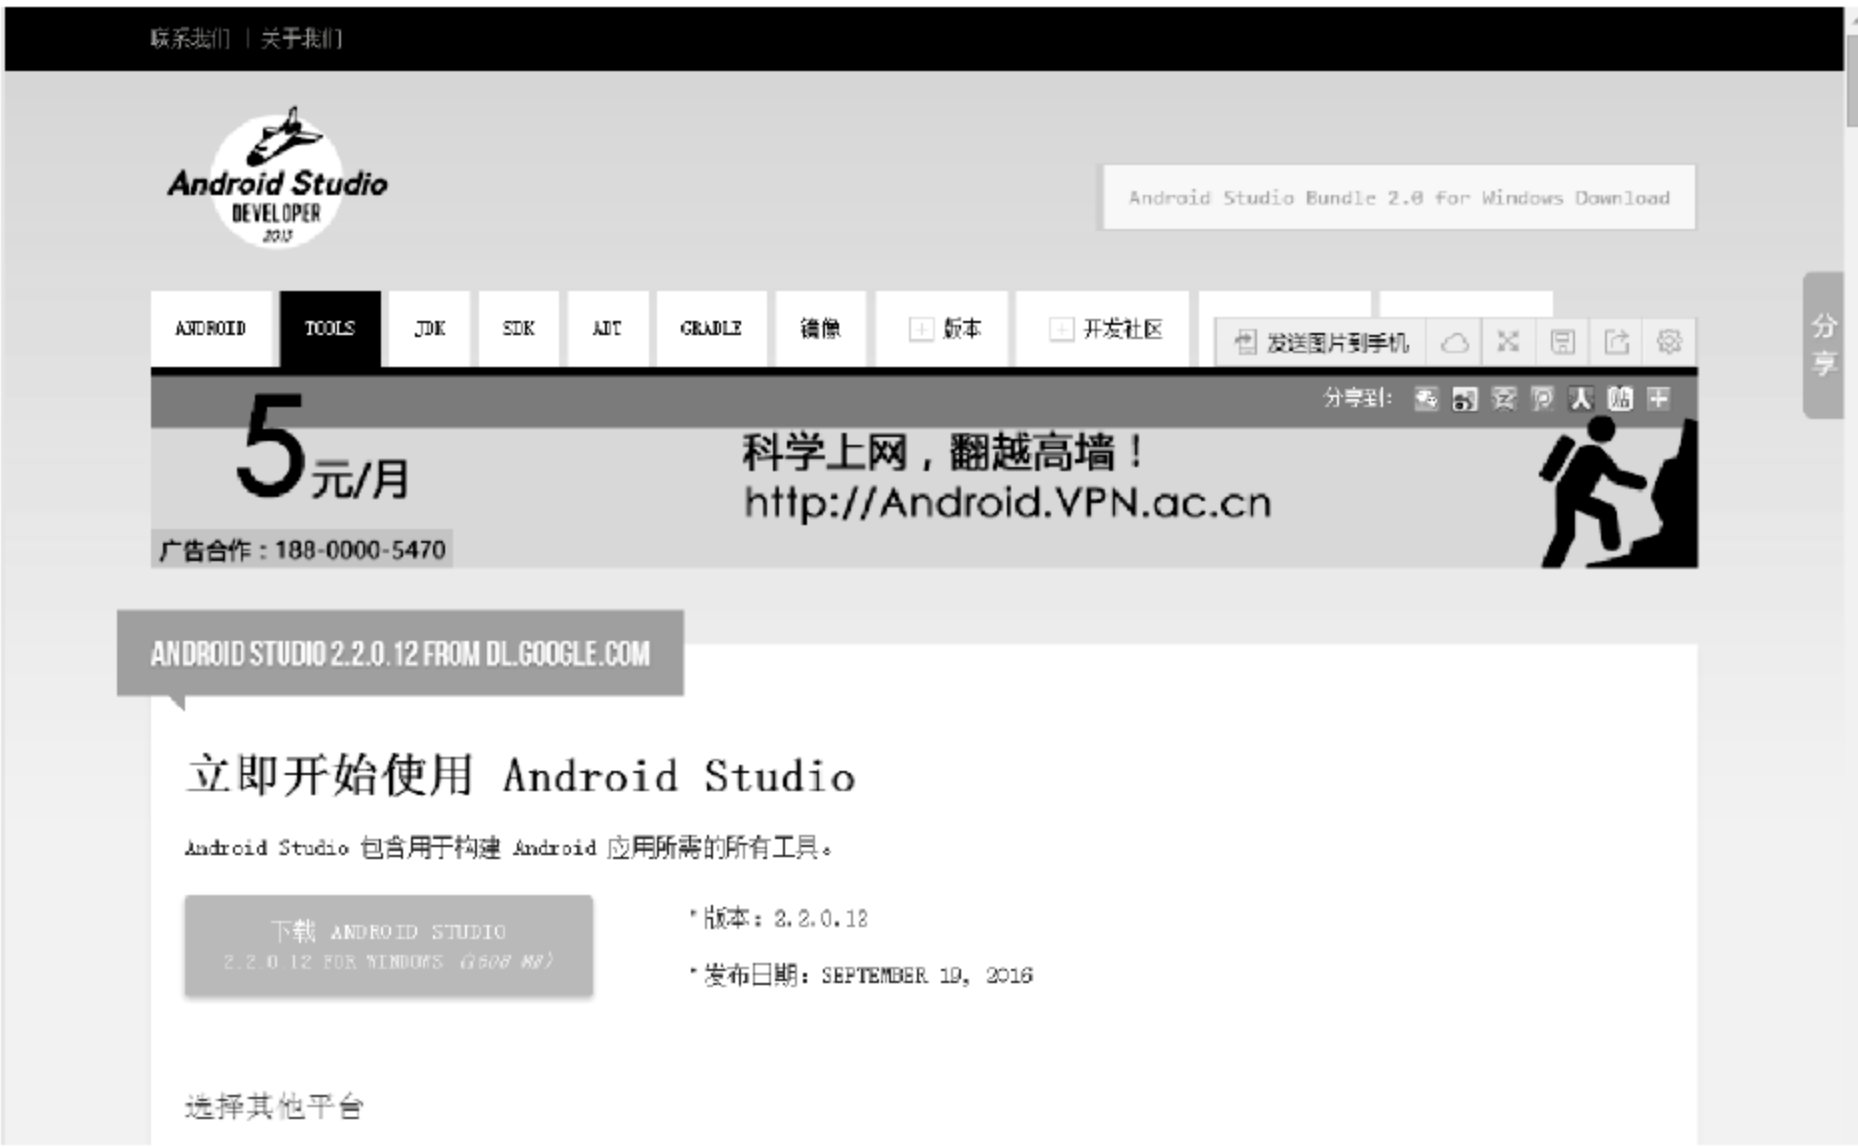 联系我们 | 关于我们
Android Studio
DEVELOPER
2013
Android Studio Bundle 2.0 for Windows Download
ANDROID TOOLS JDK SDK ADT GRADLE 镜像 版本 开发社区
发送图片到手机
分享
分享到:
5元/月
科学上网，翻越高墙！
http://Android.VPN.ac.cn
广告合作：188-0000-5470
ANDROID STUDIO 2.2.0.12 FROM DL.GOOGLE.COM
立即开始使用 Android Studio
Android Studio 包含用于构建 Android 应用所需的所有工具。
下载 ANDROID STUDIO
2.2.0.12 FOR WINDOWS
版本: 2.2.0.12
发布日期: SEPTEMBER 19, 2016
选择其他平台